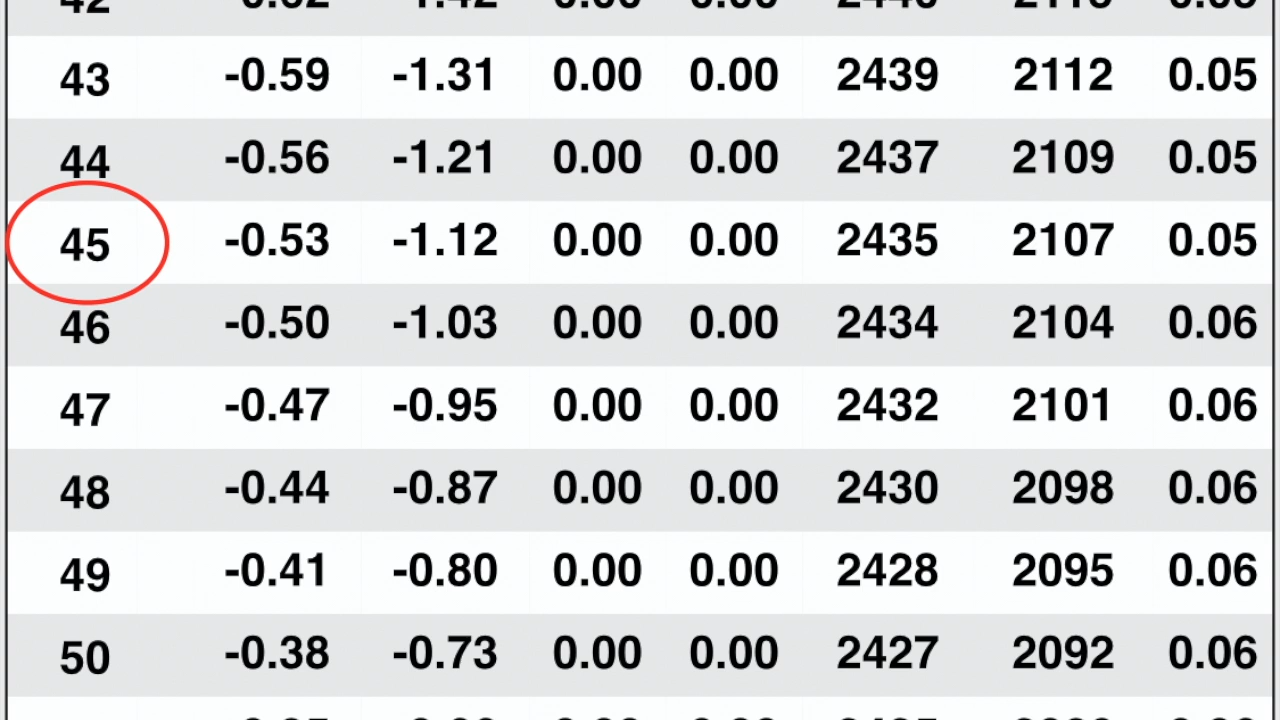 43 -0.59 -1.31 0.00 0.00 2439 2112 0.05
44 -0.56 -1.21 0.00 0.00 2437 2109 0.05
45 -0.53 -1.12 0.00 0.00 2435 2107 0.05
46 -0.50 -1.03 0.00 0.00 2434 2104 0.06
47 -0.47 -0.95 0.00 0.00 2432 2101 0.06
48 -0.44 -0.87 0.00 0.00 2430 2098 0.06
49 -0.41 -0.80 0.00 0.00 2428 2095 0.06
50 -0.38 -0.73 0.00 0.00 2427 2092 0.06